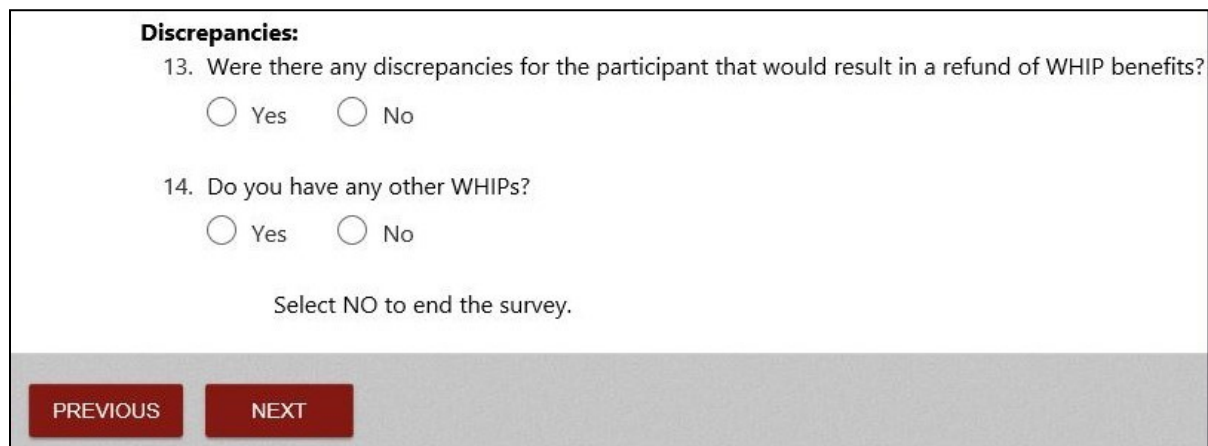 Discrepancies:
13. Were there any discrepancies for the participant that would result in a refund of WHIP benefits?
Yes No
14. Do you have any other WHIPs?
Yes No
Select NO to end the survey.
PREVIOUS NEXT